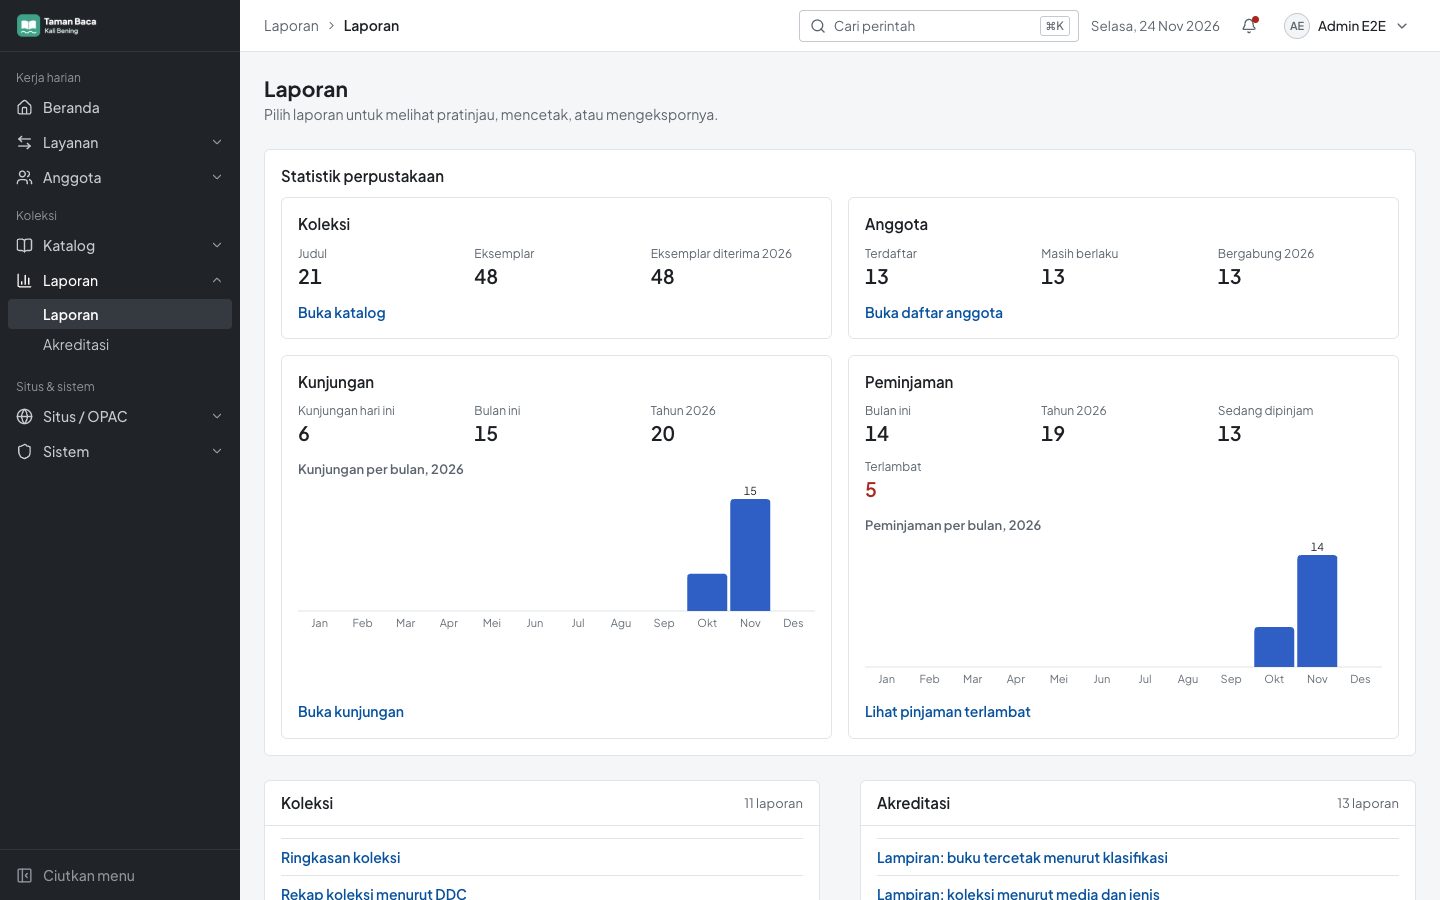 Taman Baca
Kali Bening
Laporan > Laporan
Cari perintah
⌘K
Selasa, 24 Nov 2026
AE
Admin E2E
Kerja harian
Beranda
Layanan
Anggota
Koleksi
Katalog
Laporan
Laporan
Akreditasi
Situs & sistem
Situs / OPAC
Sistem
Ciutkan menu
Laporan
Pilih laporan untuk melihat pratinjau, mencetak, atau mengekspornya.
Statistik perpustakaan
Koleksi
Judul Eksemplar Eksemplar diterima 2026
21 48 48
Buka katalog
Anggota
Terdaftar Masih berlaku Bergabung 2026
13 13 13
Buka daftar anggota
Kunjungan
Kunjungan hari ini Bulan ini Tahun 2026
6 15 20
Kunjungan per bulan, 2026
15
Jan Feb Mar Apr Mei Jun Jul Agu Sep Okt Nov Des
Buka kunjungan
Peminjaman
Bulan ini Tahun 2026 Sedang dipinjam
14 19 13
Terlambat
5
Peminjaman per bulan, 2026
14
Jan Feb Mar Apr Mei Jun Jul Agu Sep Okt Nov Des
Lihat pinjaman terlambat
Koleksi 11 laporan
Ringkasan koleksi
Rekap koleksi menurut DDC
Akreditasi 13 laporan
Lampiran: buku tercetak menurut klasifikasi
Lampiran: koleksi menurut media dan jenis